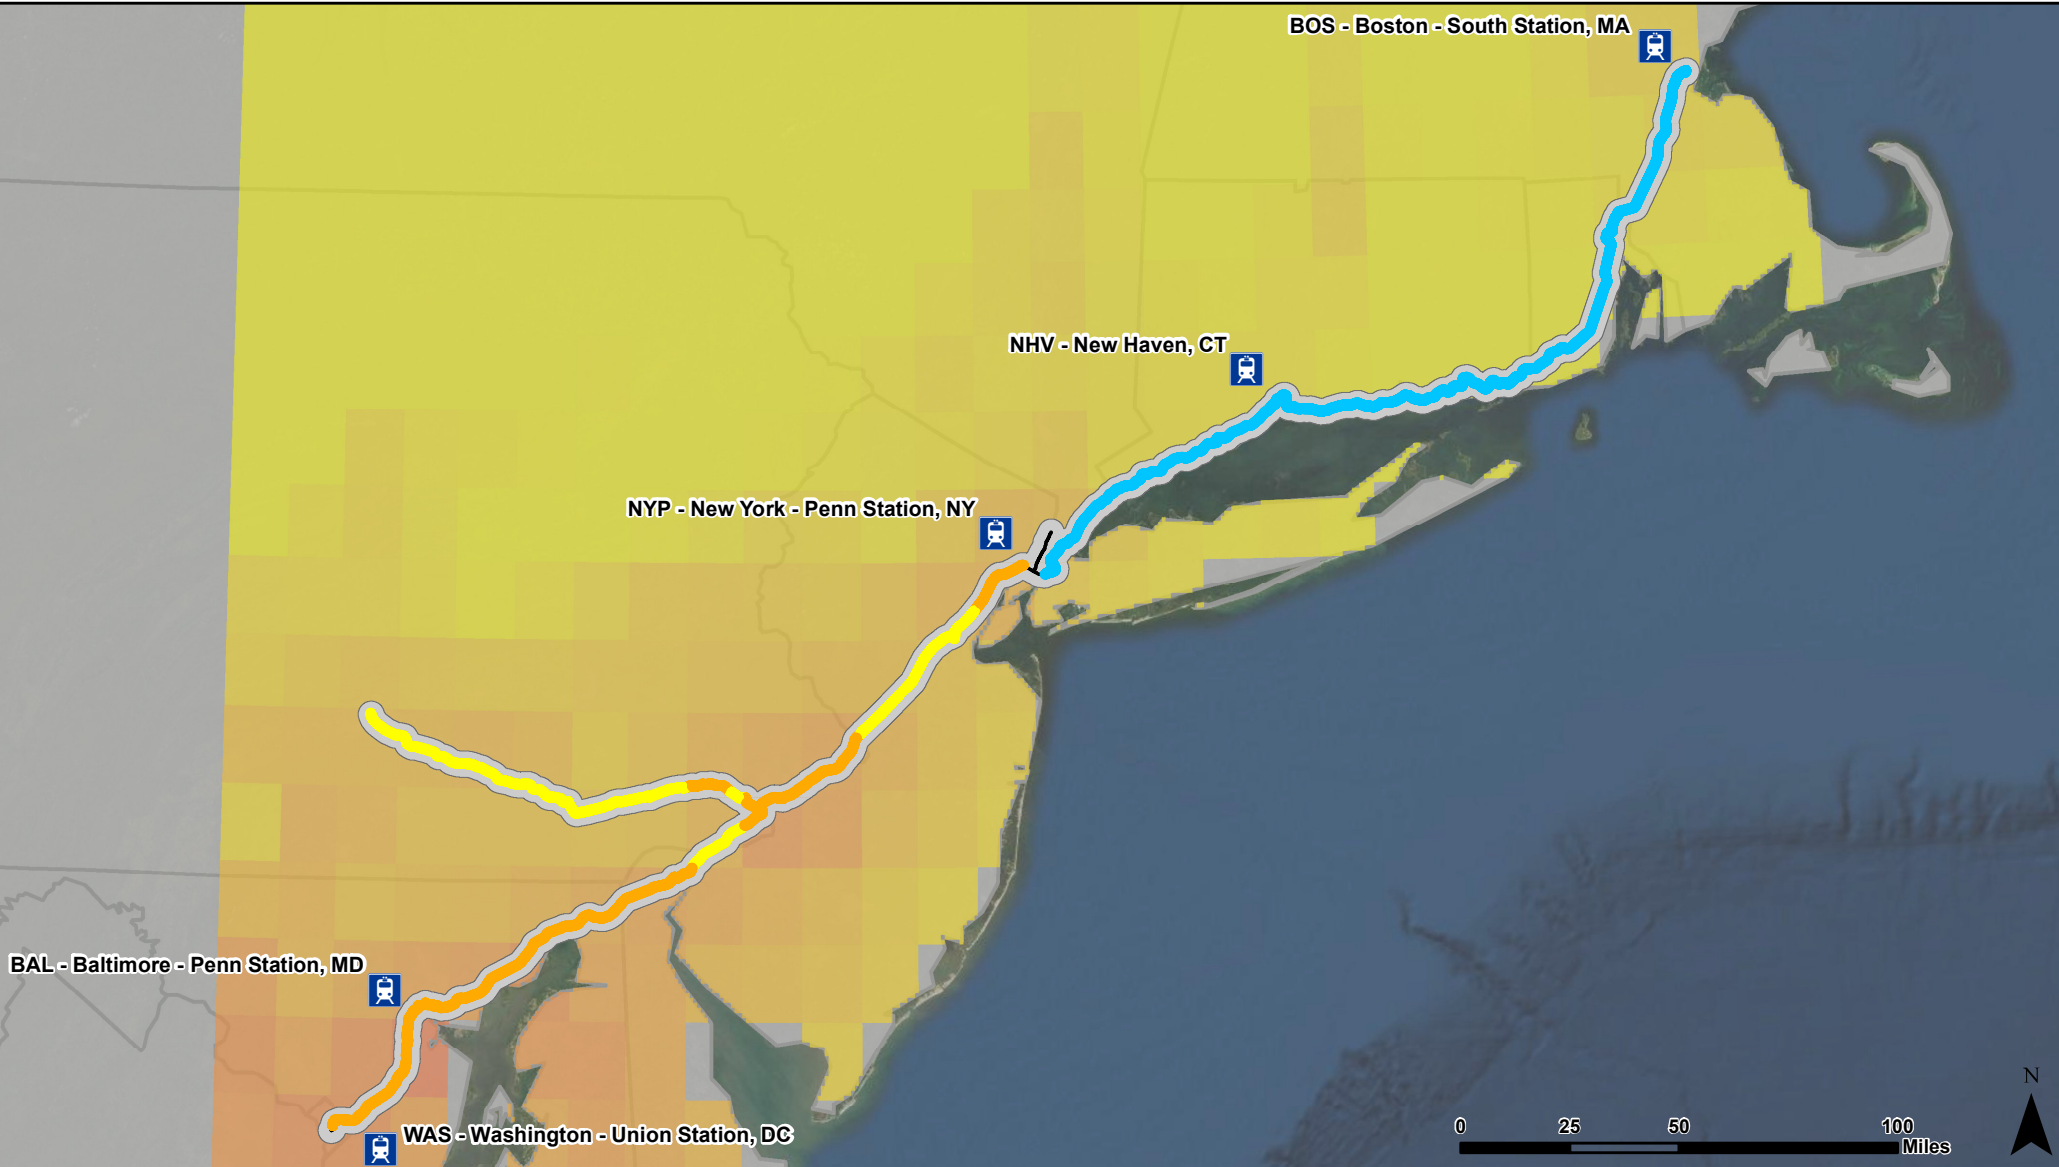 BOS - Boston - South Station, MA
NHV - New Haven, CT
NYP - New York - Penn Station, NY
BAL - Baltimore - Penn Station, MD
WAS - Washington - Union Station, DC
N
0 25 50 100
Miles